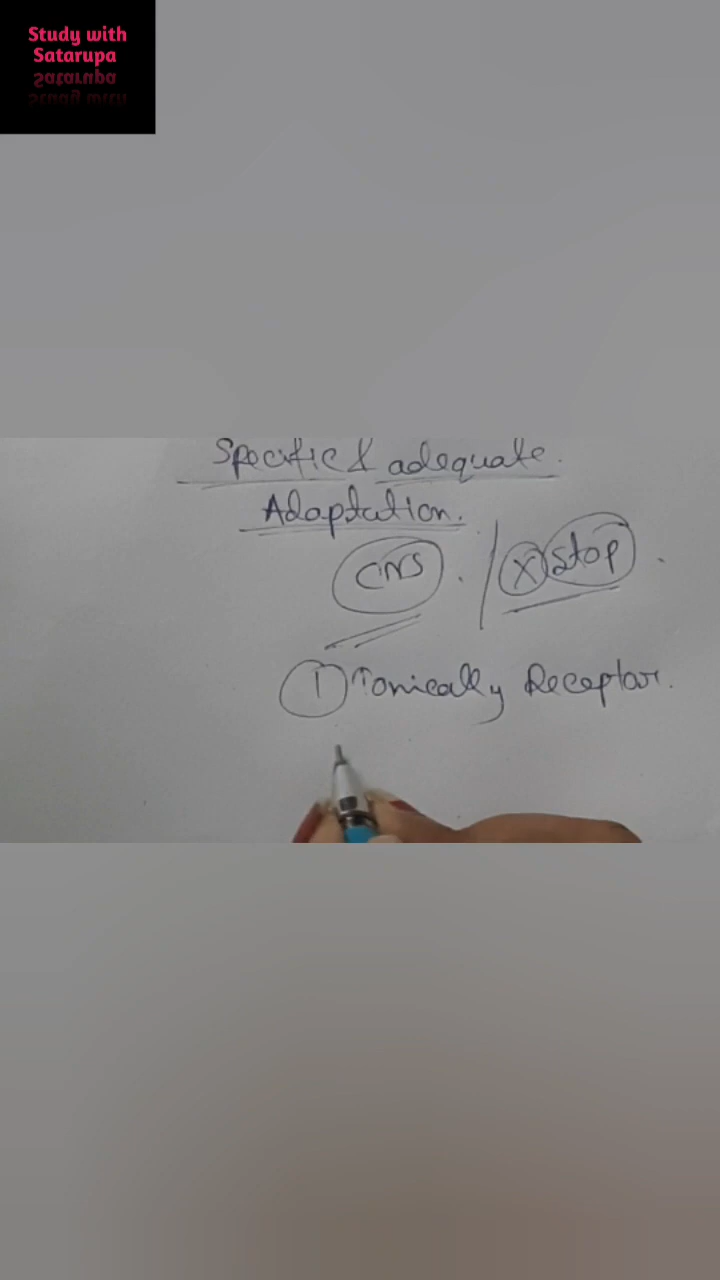 Study with
Satarupa
Specific & adequate.
Adaptation.
CNS . / X Stop .
1 Tonically Receptor.